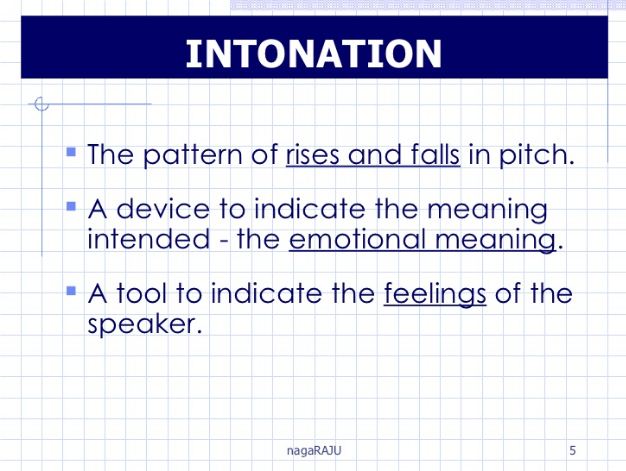 INTONATION
The pattern of rises and falls in pitch.
A device to indicate the meaning
intended - the emotional meaning.
A tool to indicate the feelings of the
speaker.
nagaRAJU
5